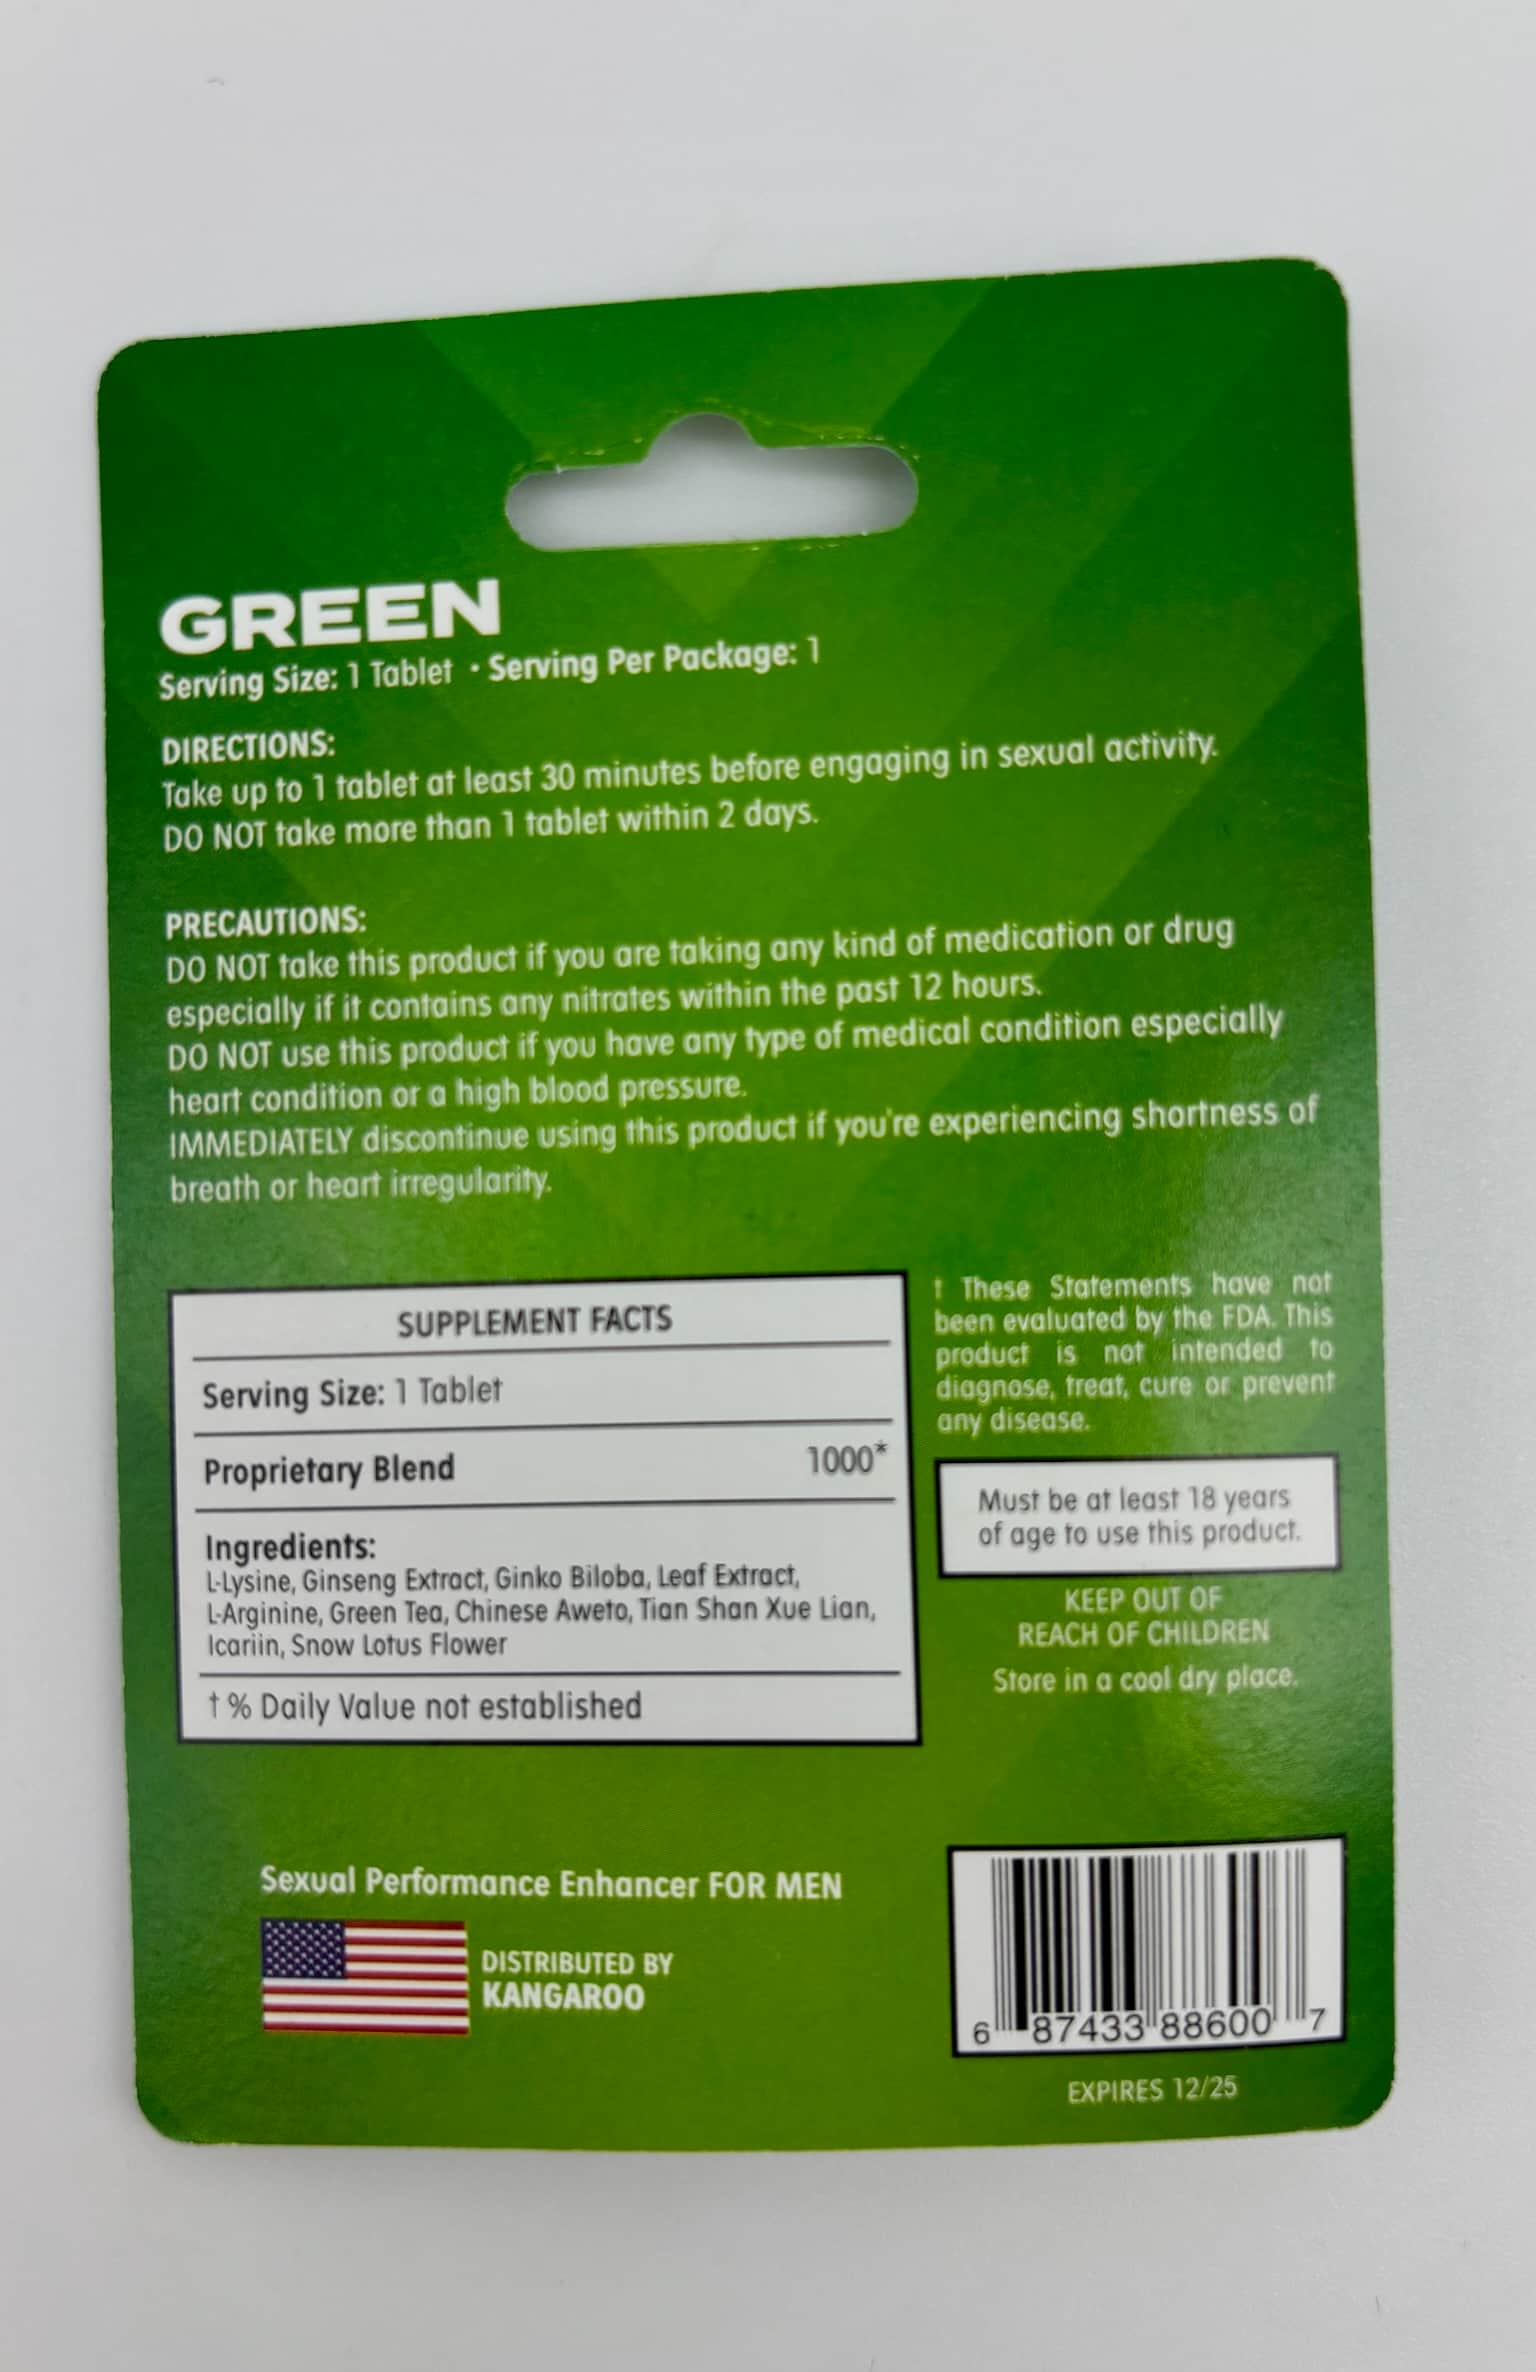 GREEN
Serving Size: 1 Tablet · Serving Per Package: 1
DIRECTIONS:
Take up to 1 tablet at least 30 minutes before engaging in sexual activity.
DO NOT take more than 1 tablet within 2 days.
PRECAUTIONS:
DO NOT take this product if you are taking any kind of medication or drug
especially if it contains any nitrates within the past 12 hours.
DO NOT use this product if you have any type of medical condition especially
heart condition or a high blood pressure.
IMMEDIATELY discontinue using this product if you're experiencing shortness of
breath or heart irregularity.
SUPPLEMENT FACTS
Serving Size: 1 Tablet
Proprietary Blend 1000*
Ingredients:
L-Lysine, Ginseng Extract, Ginko Biloba, Leaf Extract,
L-Arginine, Green Tea, Chinese Aweto, Tian Shan Xue Lian,
Icariin, Snow Lotus Flower
† % Daily Value not established
† These Statements have not
been evaluated by the FDA. This
product is not intended to
diagnose, treat, cure or prevent
any disease.
Must be at least 18 years
of age to use this product.
KEEP OUT OF
REACH OF CHILDREN
Store in a cool dry place.
Sexual Performance Enhancer FOR MEN
DISTRIBUTED BY
KANGAROO
6 87433 88600 7
EXPIRES 12/25